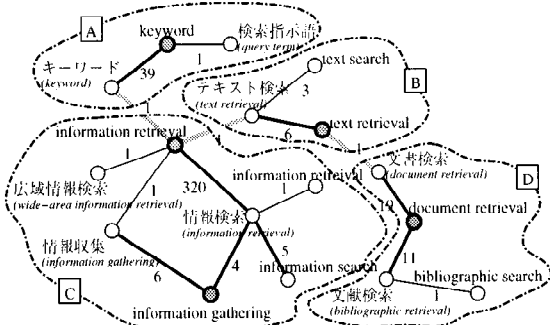 A
keyword
検索指示語
(query term)
1
キーワード
(keyword)
39
1
text search
B
テキスト検索
(text retrieval)
3
6
text retrieval
1
1
information retrieval
1
広域情報検索
(wide-area information retrieval)
1
320
information retreival
1
情報検索
(information retrieval)
情報収集
(information gathering)
6
4
5
information search
C
information gathering
文書検索
(document retrieval)
D
19
document retrieval
11
bibliographic search
文献検索
1
(bibliographic retrieval)